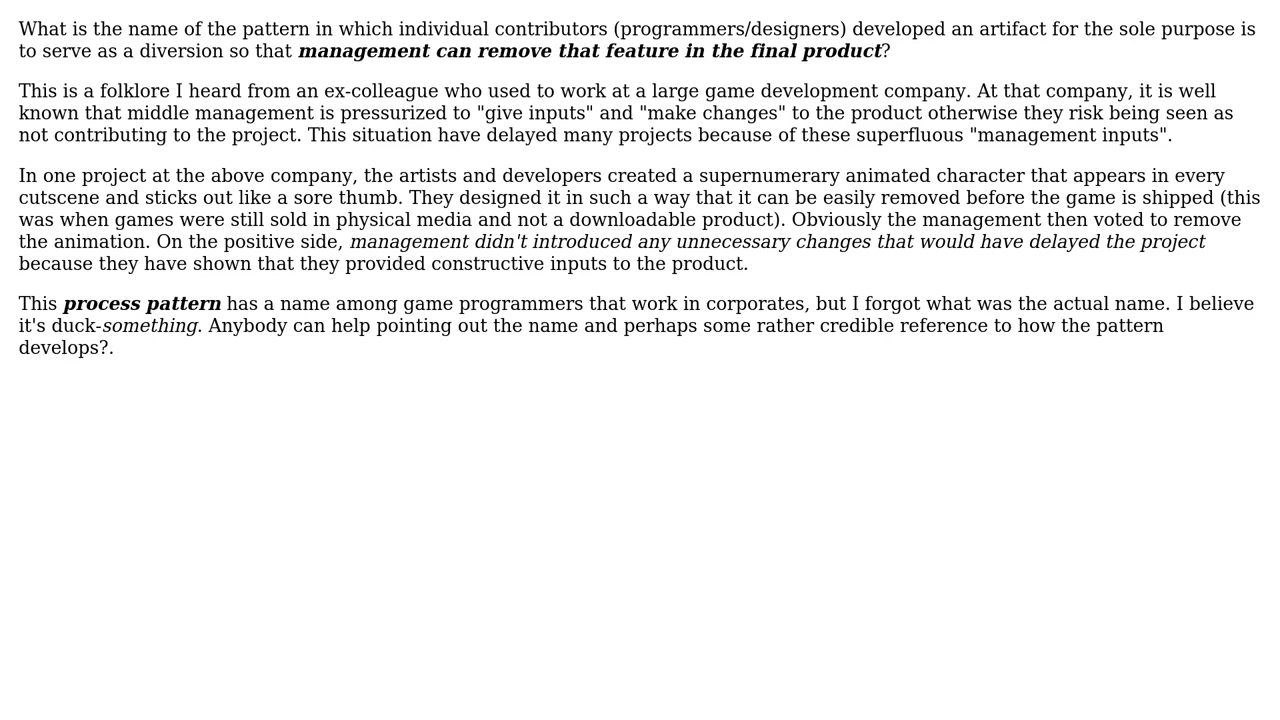 What is the name of the pattern in which individual contributors (programmers/designers) developed an artifact for the sole purpose is
to serve as a diversion so that management can remove that feature in the final product?
This is a folklore I heard from an ex-colleague who used to work at a large game development company. At that company, it is well
known that middle management is pressurized to "give inputs" and "make changes" to the product otherwise they risk being seen as
not contributing to the project. This situation have delayed many projects because of these superfluous "management inputs".
In one project at the above company, the artists and developers created a supernumerary animated character that appears in every
cutscene and sticks out like a sore thumb. They designed it in such a way that it can be easily removed before the game is shipped (this
was when games were still sold in physical media and not a downloadable product). Obviously the management then voted to remove
the animation. On the positive side, management didn't introduced any unnecessary changes that would have delayed the project
because they have shown that they provided constructive inputs to the product.
This process pattern has a name among game programmers that work in corporates, but I forgot what was the actual name. I believe
it's duck-something. Anybody can help pointing out the name and perhaps some rather credible reference to how the pattern
develops?.